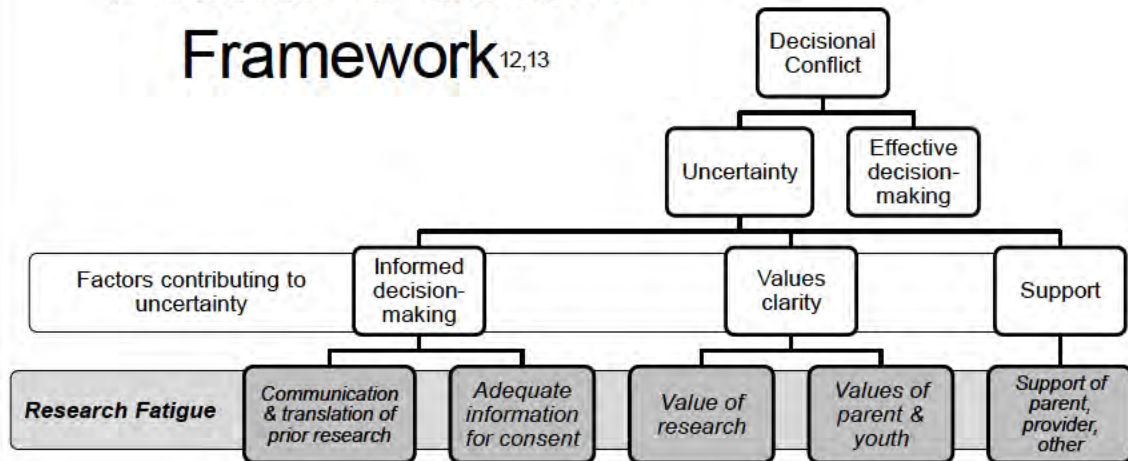 Framework12,13
Decisional
Conflict
Uncertainty
Effective
decision-
making
Factors contributing to
uncertainty
Informed
decision-
making
Values
clarity
Support
Research Fatigue
Communication
& translation of
prior research
Adequate
information
for consent
Value of
research
Values of
parent &
youth
Support of
parent,
provider,
other